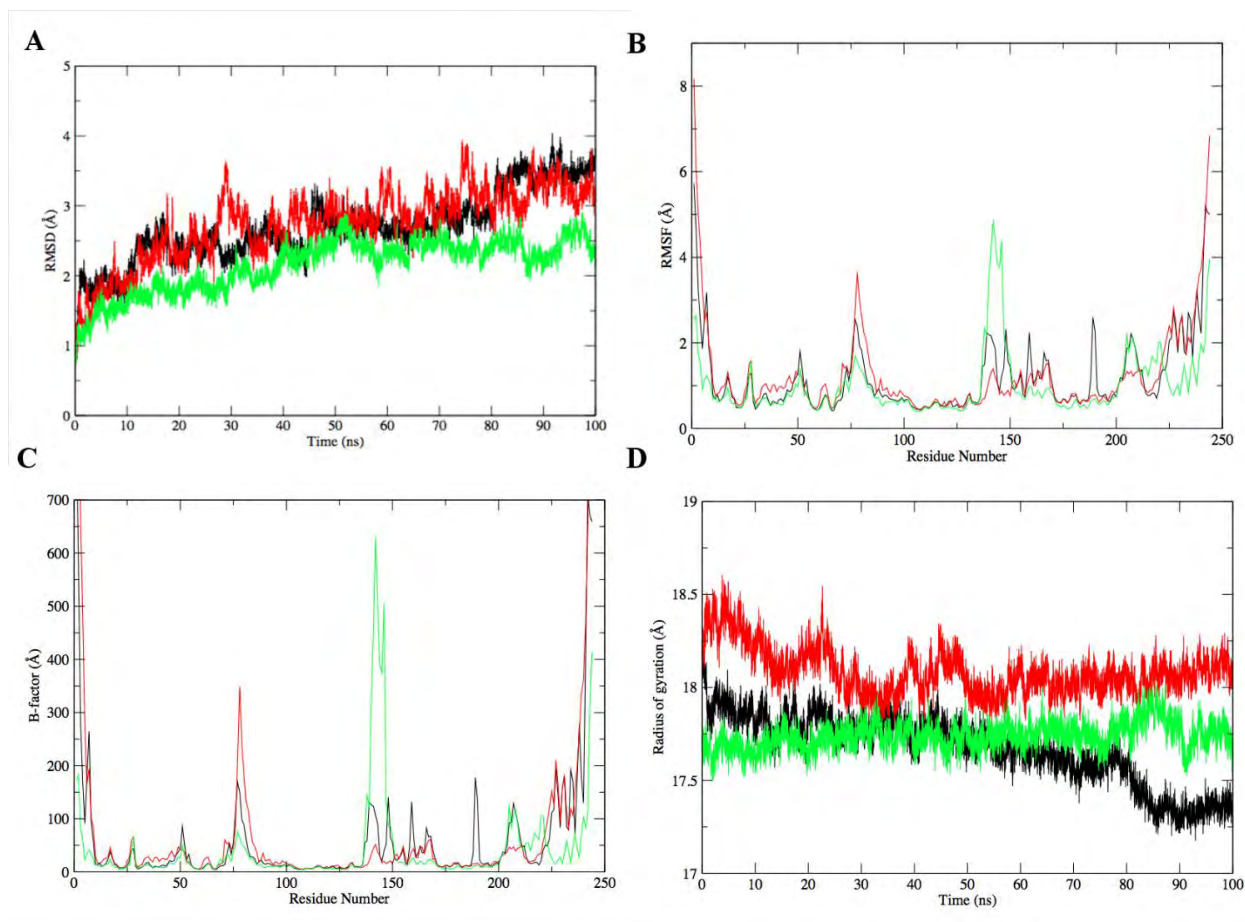 A
RMSD (Å)
5
4
3
2
1
0
0 10 20 30 40 50 60 70 80 90 100
Time (ns)
B
RMSF (Å)
8
6
4
2
0
0 50 100 150 200 250
Residue Number
C
B-factor (Å)
700
600
500
400
300
200
100
0
0 50 100 150 200 250
Residue Number
D
Radius of gyration (Å)
19
18.5
18
17.5
17
0 10 20 30 40 50 60 70 80 90 100
Time (ns)